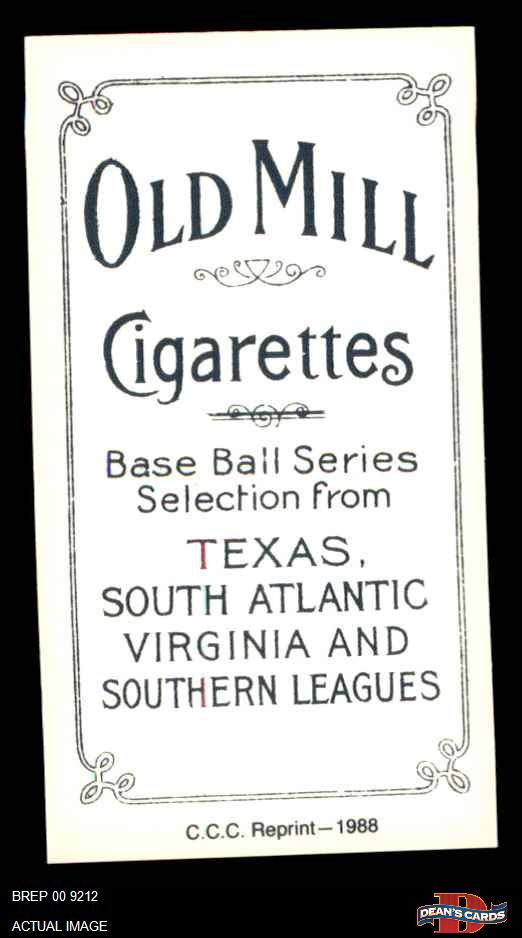 OLD MILL
Cigarettes
Base Ball Series
Selection from
TEXAS,
SOUTH ATLANTIC
VIRGINIA AND
SOUTHERN LEAGUES
C.C.C. Reprint—1988
BREP 00 9212
ACTUAL IMAGE
D
DEAN'S CARDS